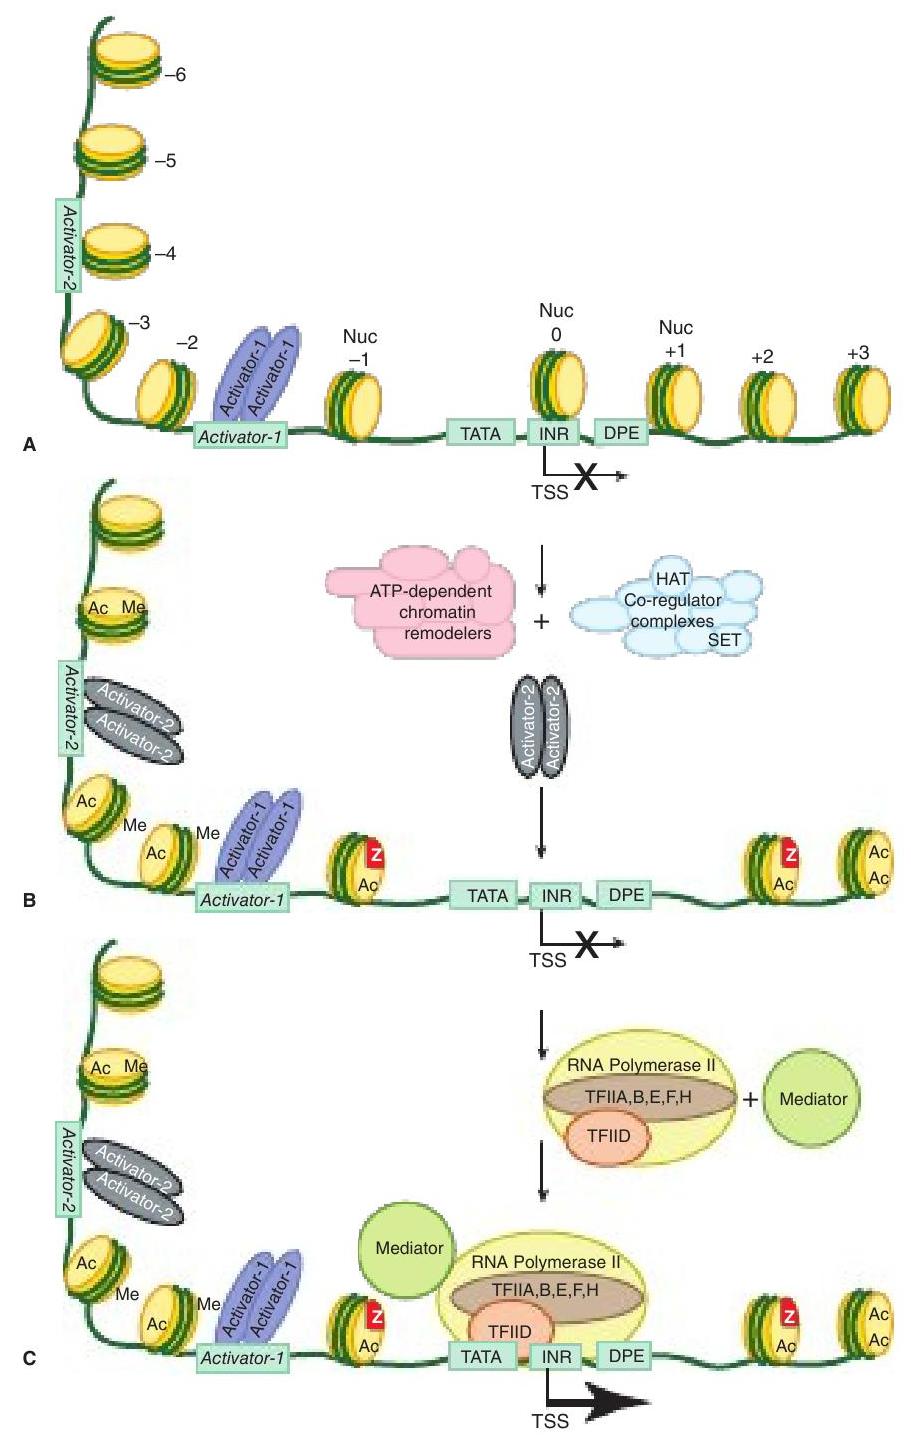 –6
–5
Activator-2
–4
–3
–2
Activator-1
Activator-1
Nuc
–1
Nuc
0
Nuc
+1
+2
+3
Activator-1
TATA
INR
DPE
A
TSS
X
ATP-dependent
chromatin
remodelers
+
HAT
Co-regulator
complexes
SET
Ac Me
Activator-2
Activator-2
Activator-2
Activator-2
Activator-2
Ac
Me
Ac
Me
Activator-1
Activator-1
Z
Ac
Z
Ac
Ac
Ac
Activator-1
TATA
INR
DPE
B
TSS
X
RNA Polymerase II
TFIIA,B,E,F,H
TFIID
+
Mediator
Ac Me
Activator-2
Activator-2
Activator-2
Ac
Me
Ac
Me
Activator-1
Activator-1
Mediator
RNA Polymerase II
TFIIA,B,E,F,H
TFIID
Z
Ac
Z
Ac
Ac
Ac
Activator-1
TATA
INR
DPE
C
TSS